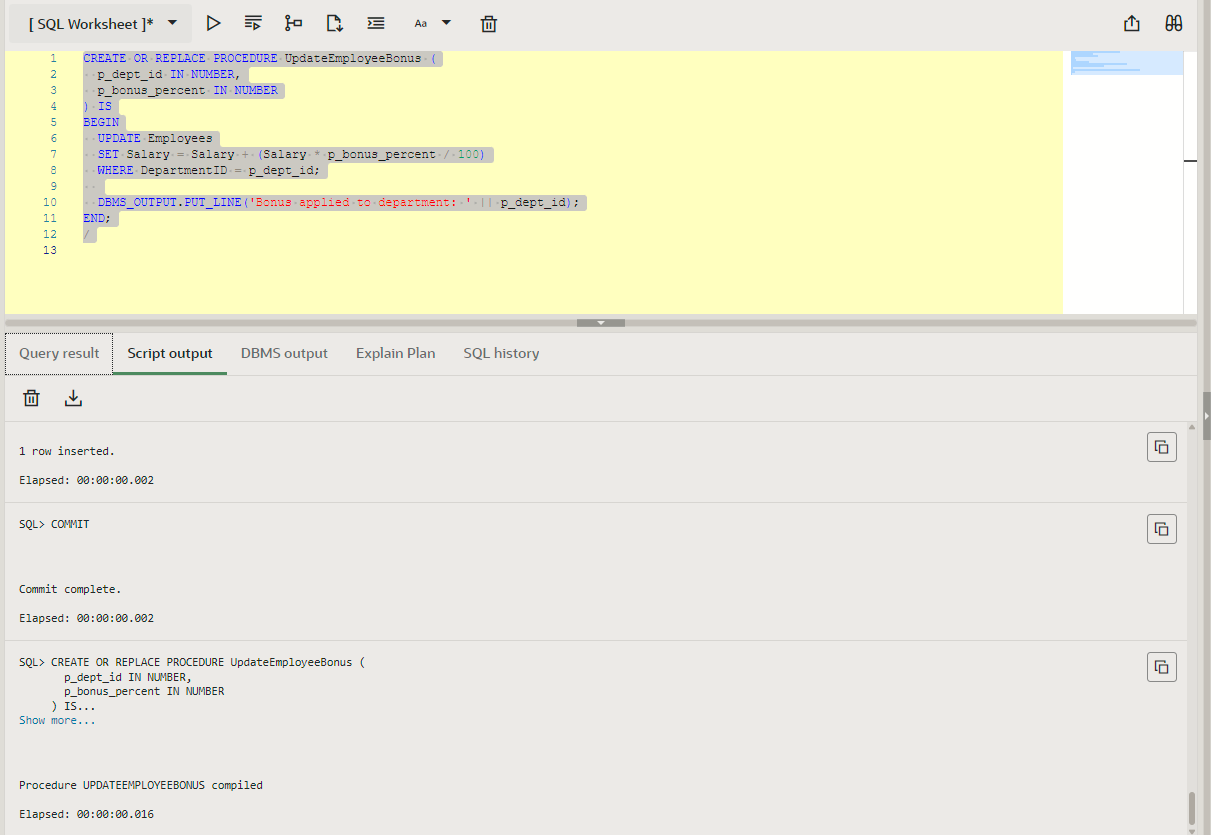 [ SQL Worksheet ]*
Aa
1 CREATE OR REPLACE PROCEDURE UpdateEmployeeBonus (
2   p_dept_id IN NUMBER,
3   p_bonus_percent IN NUMBER
4 ) IS
5 BEGIN
6   UPDATE Employees
7   SET Salary = Salary + (Salary * p_bonus_percent / 100)
8   WHERE DepartmentID = p_dept_id;
9
10   DBMS_OUTPUT.PUT_LINE('Bonus applied to department: ' || p_dept_id);
11 END;
12 /
13
Query result Script output DBMS output Explain Plan SQL history
1 row inserted.
Elapsed: 00:00:00.002
SQL> COMMIT
Commit complete.
Elapsed: 00:00:00.002
SQL> CREATE OR REPLACE PROCEDURE UpdateEmployeeBonus (
p_dept_id IN NUMBER,
p_bonus_percent IN NUMBER
) IS...
Show more...
Procedure UPDATEEMPLOYEEBONUS compiled
Elapsed: 00:00:00.016